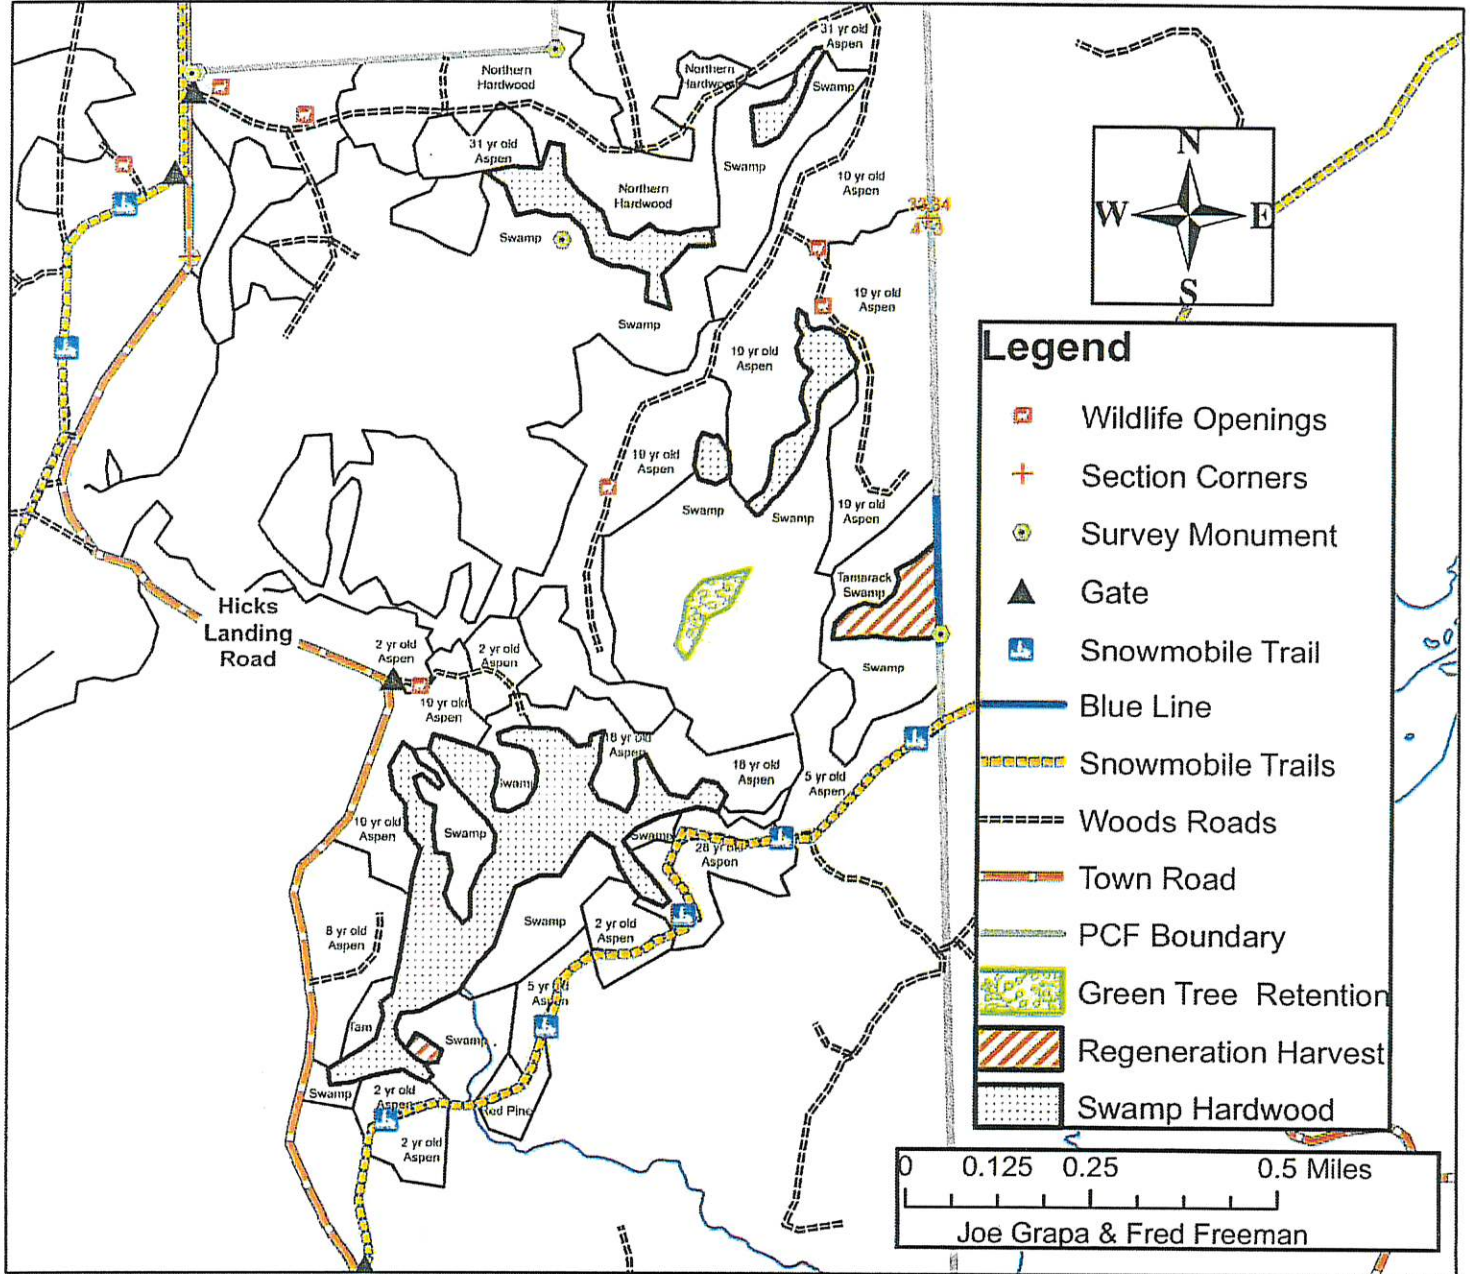 31 yr old
Aspen
Northern
Hardwood
Northern
Hardwood
Swamp
31 yr old
Aspen
Swamp
10 yr old
Aspen
Northern
Hardwood
Swamp
N
W
E
S
19 yr old
Aspen
Swamp
10 yr old
Aspen
19 yr old
Aspen
Swamp
Swamp
19 yr old
Aspen
Tamarack
Swamp
Hicks
Landing
Road
2 yr old
Aspen
2 yr old
Aspen
Swamp
19 yr old
Aspen
18 yr old
Aspen
18 yr old
Aspen
5 yr old
Aspen
Swamp
19 yr old
Aspen
Swamp
Swamp
28 yr old
Aspen
8 yr old
Aspen
Swamp
2 yr old
Aspen
5 yr old
Aspen
Tam
Swamp
Swamp
2 yr old
Aspen
Red Pine
2 yr old
Aspen
Legend
Wildlife Openings
Section Corners
Survey Monument
Gate
Snowmobile Trail
Blue Line
Snowmobile Trails
Woods Roads
Town Road
PCF Boundary
Green Tree Retention
Regeneration Harvest
Swamp Hardwood
0 0.125 0.25 0.5 Miles
Joe Grapa & Fred Freeman